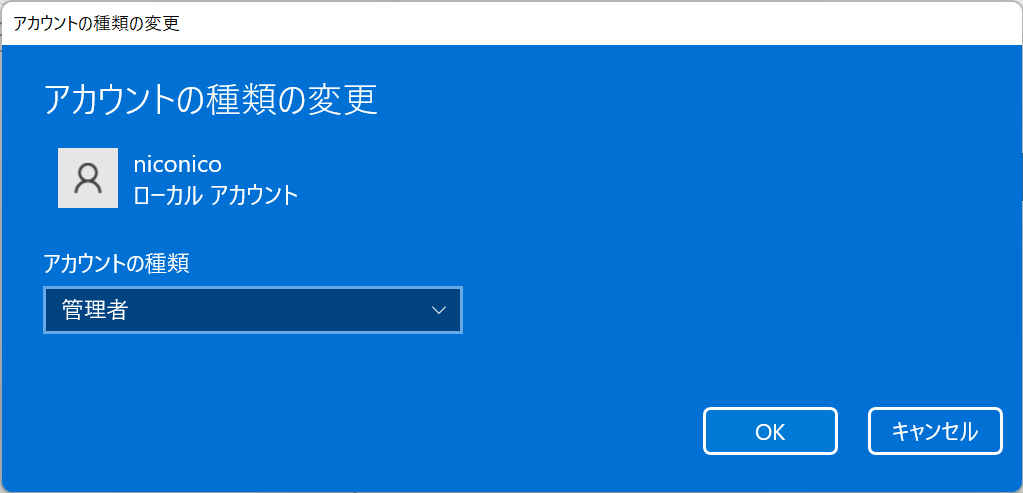 アカウントの種類の変更
アカウントの種類の変更
niconico
ローカル アカウント
アカウントの種類
管理者
OK
キャンセル